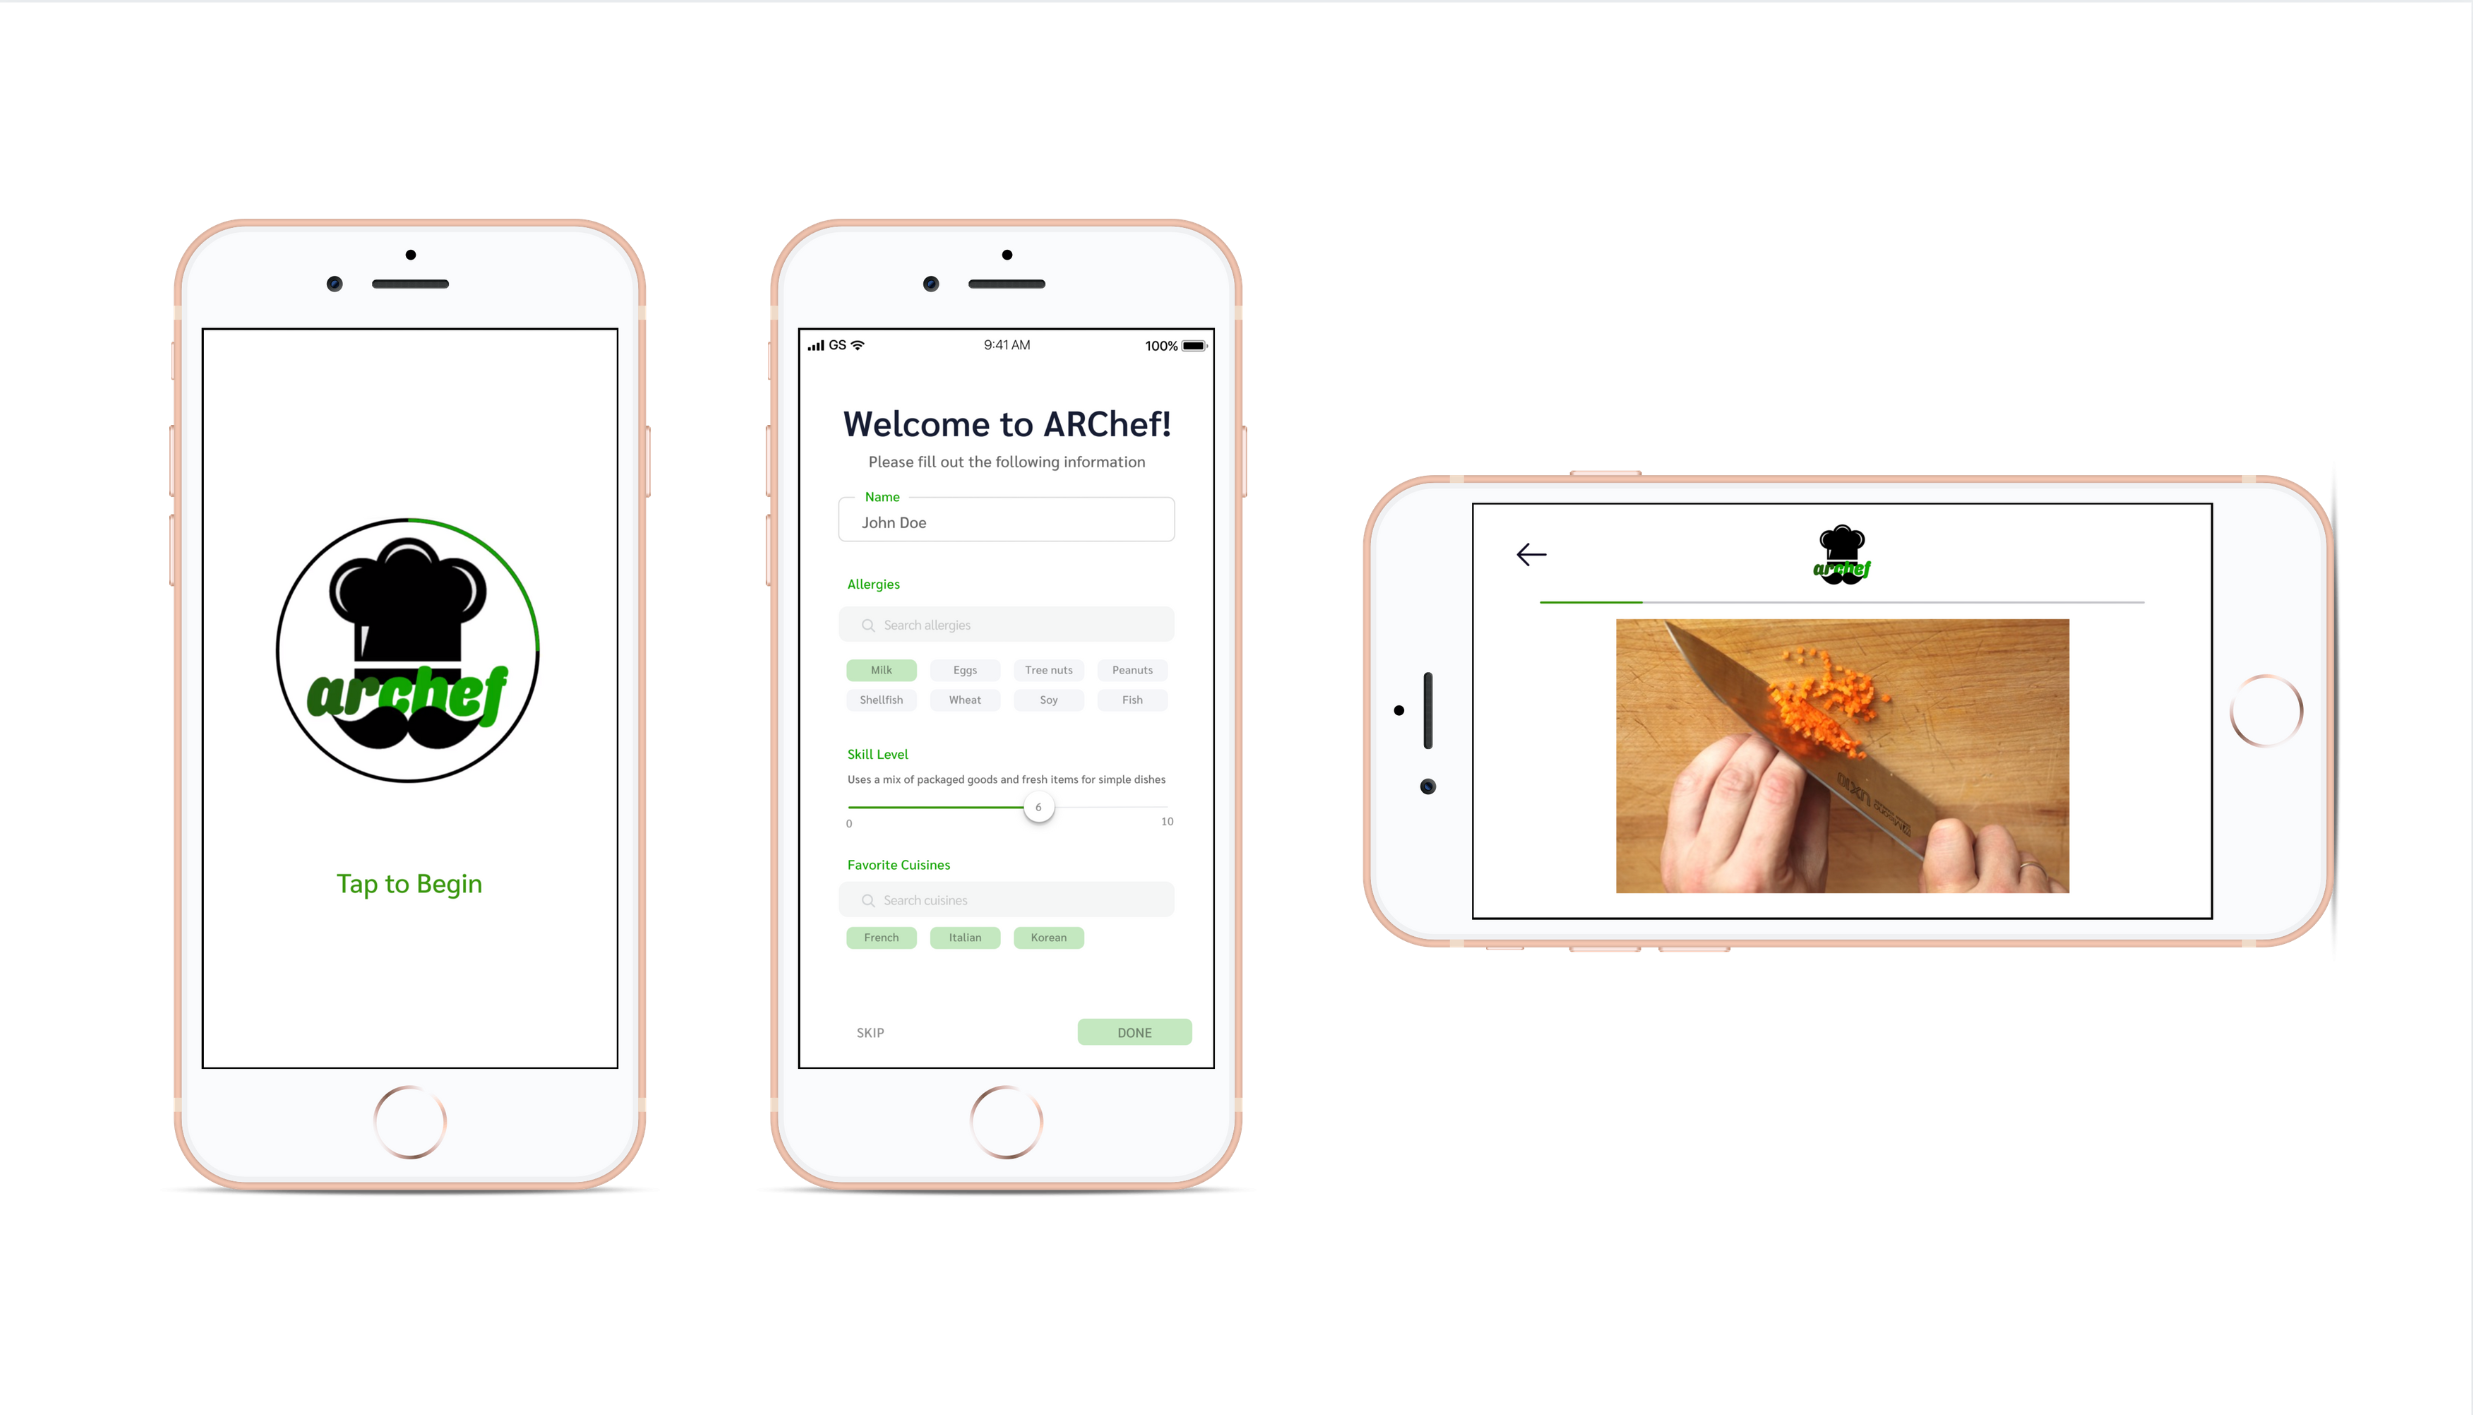 archef
Tap to Begin
GS 9:41 AM 100%
Welcome to ARChef!
Please fill out the following information
Name
John Doe
Allergies
Search allergies
Milk Eggs Tree nuts Peanuts
Shellfish Wheat Soy Fish
Skill Level
Uses a mix of packaged goods and fresh items for simple dishes
6
0 10
Favorite Cuisines
Search cuisines
French Italian Korean
SKIP DONE
archef